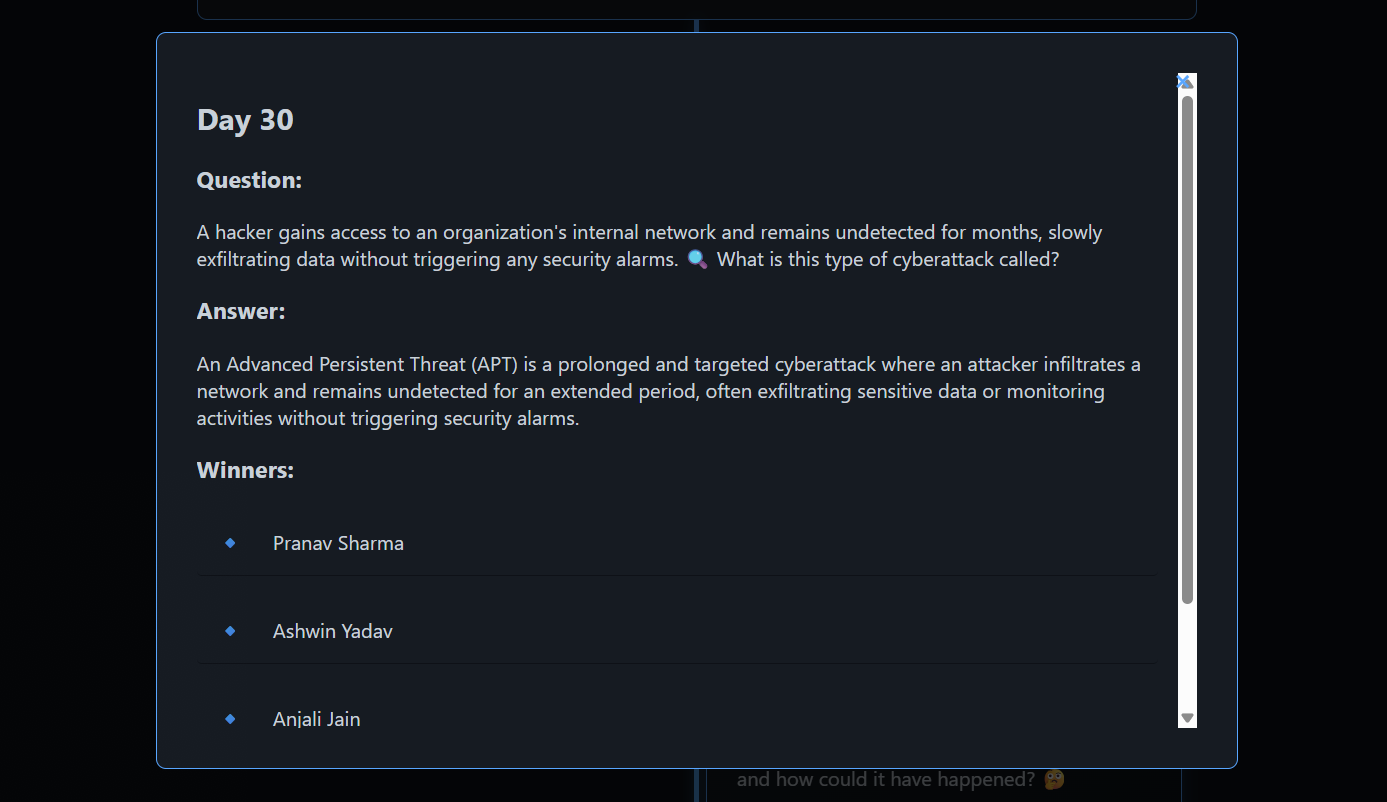 Day 30
Question:
A hacker gains access to an organization's internal network and remains undetected for months, slowly
exfiltrating data without triggering any security alarms. 🔍 What is this type of cyberattack called?
Answer:
An Advanced Persistent Threat (APT) is a prolonged and targeted cyberattack where an attacker infiltrates a
network and remains undetected for an extended period, often exfiltrating sensitive data or monitoring
activities without triggering security alarms.
Winners:
Pranav Sharma
Ashwin Yadav
Anjali Jain
and how could it have happened? 🤔